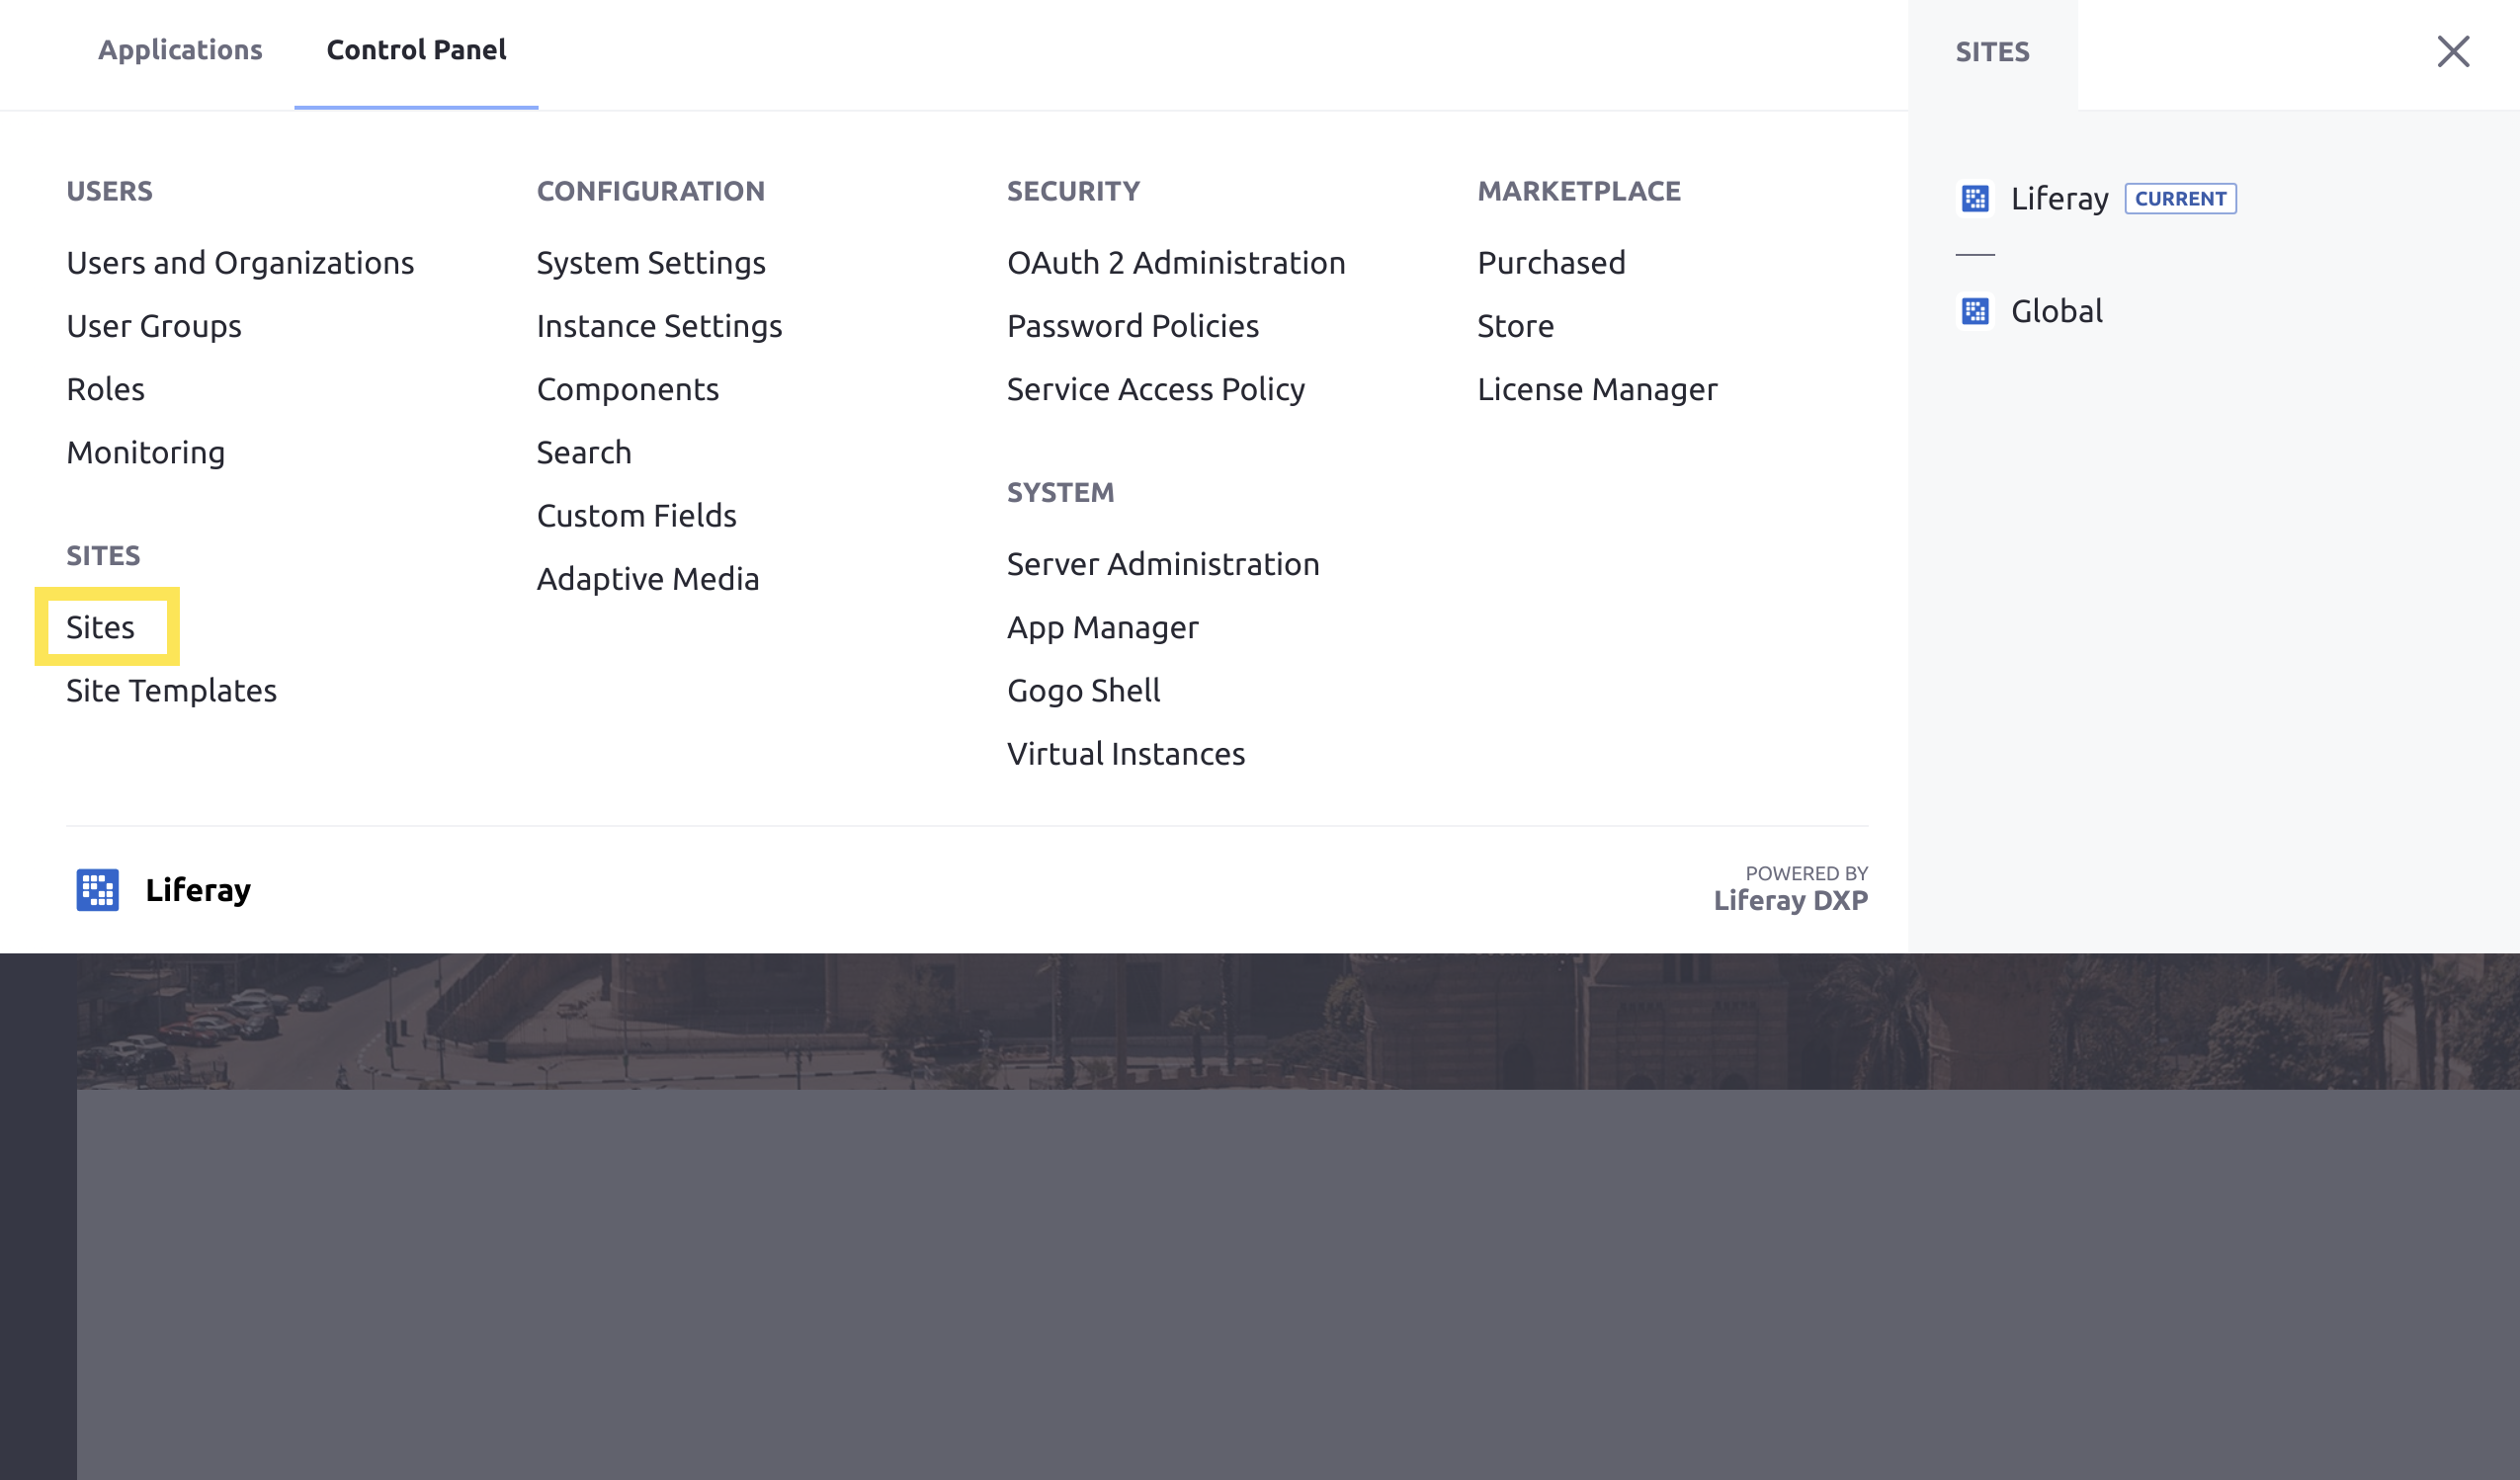 Applications
Control Panel
SITES
USERS
Users and Organizations
User Groups
Roles
Monitoring
SITES
Sites
Site Templates
CONFIGURATION
System Settings
Instance Settings
Components
Search
Custom Fields
Adaptive Media
SECURITY
OAuth 2 Administration
Password Policies
Service Access Policy
SYSTEM
Server Administration
App Manager
Gogo Shell
Virtual Instances
MARKETPLACE
Purchased
Store
License Manager
Liferay CURRENT
Global
Liferay
POWERED BY
Liferay DXP